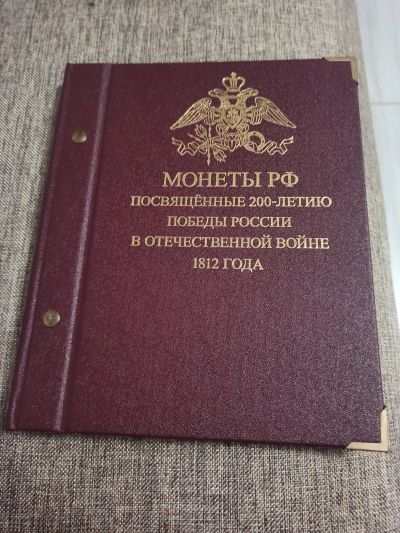 МОНЕТЫ РФ
ПОСВЯЩЁННЫЕ 200-ЛЕТИЮ
ПОБЕДЫ РОССИИ
В ОТЕЧЕСТВЕННОЙ ВОЙНЕ
1812 ГОДА